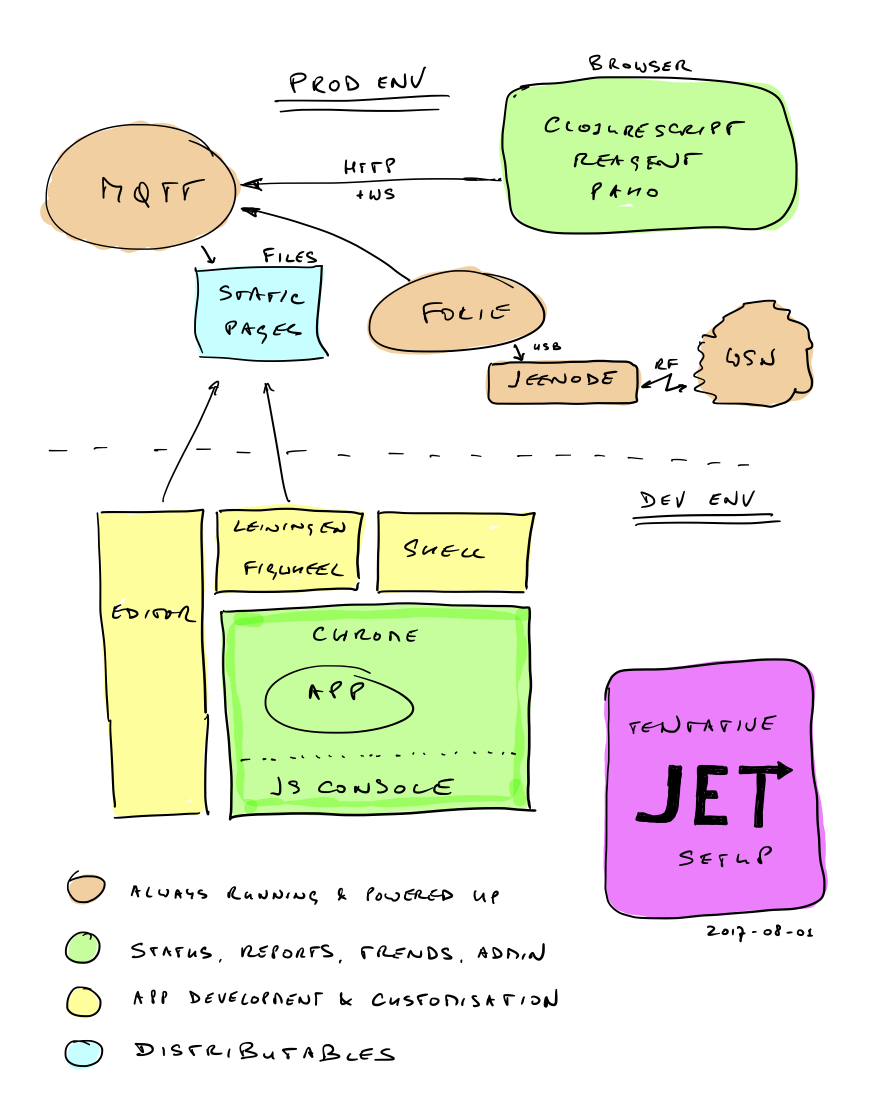 BROWSER
PROD ENV
CLOJURESCRIPT
REAGENT
PAHO
HTTP
+WS
MQTT
FILES
STATIC
PAGES
FOLIE
USB
JEENODE
RF
WSN
DEV ENV
EDITOR
LEININGEN
FIGWHEEL
SHELL
CHROME
APP
JS CONSOLE
TENTATIVE
JET
SETUP
2017-08-01
ALWAYS RUNNING & POWERED UP
STATUS, REPORTS, TRENDS, ADMIN
APP DEVELOPMENT & CUSTOMISATION
DISTRIBUTABLES